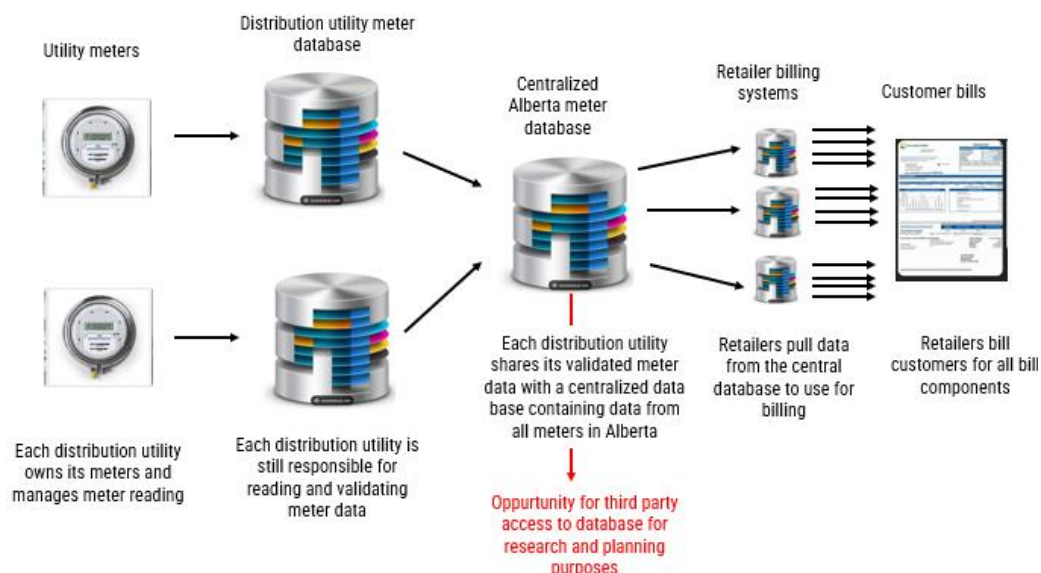 Utility meters
Distribution utility meter
database
Centralized
Alberta meter
database
Retailer billing
systems
Customer bills
Each distribution utility
owns its meters and
manages meter reading
Each distribution utility is
still responsible for
reading and validating
meter data
Each distribution utility
shares its validated meter
data with a centralized data
base containing data from
all meters in Alberta
Retailers pull data
from the central
database to use for
billing
Retailers bill
customers for all bill
components
Opportunity for third party
access to database for
research and planning
purposes